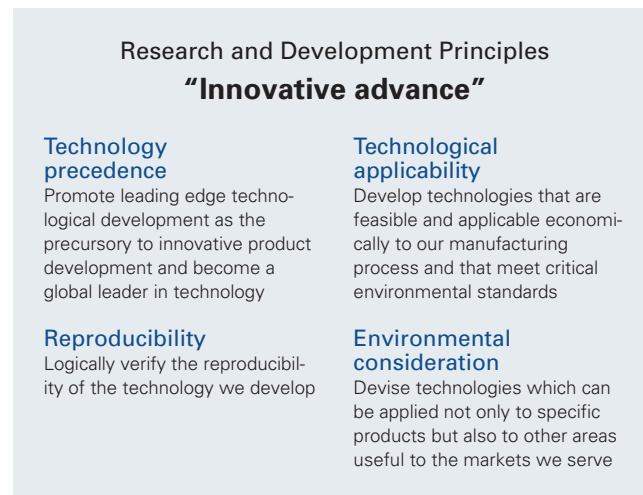 Research and Development Principles
“Innovative advance”
Technology
precedence
Promote leading edge techno-
logical development as the
precursory to innovative product
development and become a
global leader in technology
Reproducibility
Logically verify the reproducibil-
ity of the technology we develop
Technological
applicability
Develop technologies that are
feasible and applicable economi-
cally to our manufacturing
process and that meet critical
environmental standards
Environmental
consideration
Devise technologies which can
be applied not only to specific
products but also to other areas
useful to the markets we serve